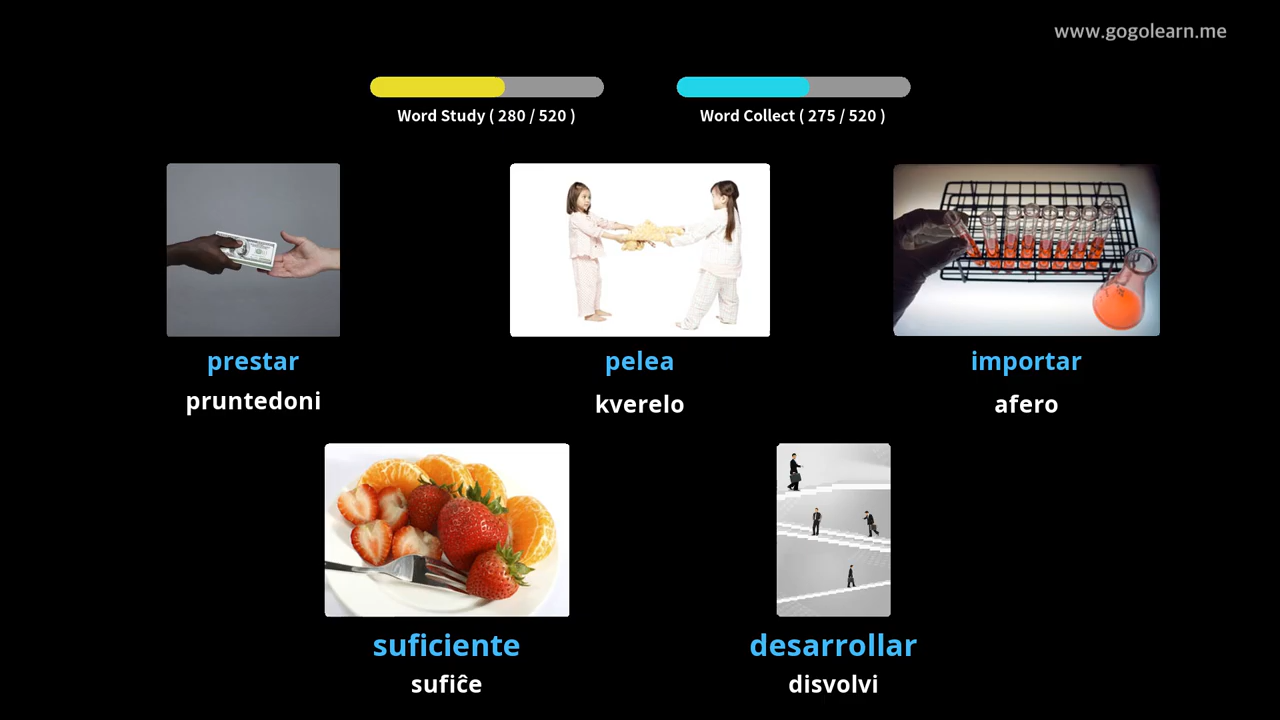 www.gogolearn.me
Word Study ( 280 / 520 )
Word Collect ( 275 / 520 )
prestar
pruntedoni
pelea
kverelo
importar
afero
suficiente
sufiĉe
desarrollar
disvolvi